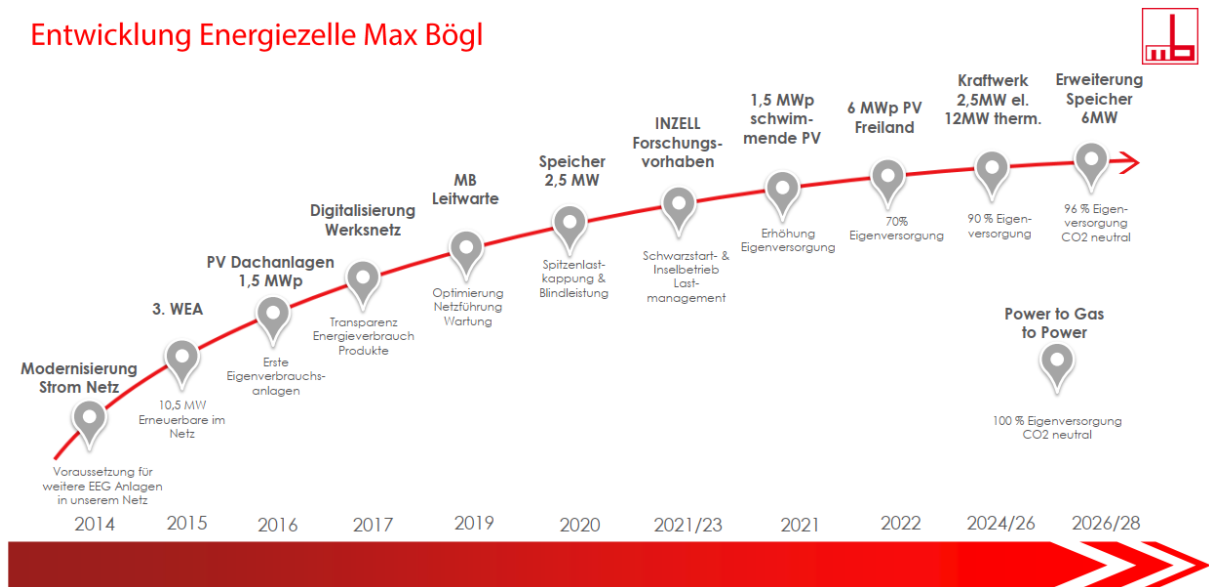 Entwicklung Energiezelle Max Bögl
mb
Modernisierung
Strom Netz
Voraussetzung für
weitere EEG Anlagen
in unserem Netz
3. WEA
10,5 MW
Erneuerbare im
Netz
PV Dachanlagen
1,5 MWp
Erste
Eigenverbrauchs-
anlagen
Digitalisierung
Werksnetz
Transparenz
Energieverbrauch
Produkte
MB
Leitwarte
Optimierung
Netzführung
Wartung
Speicher
2,5 MW
Spitzenlast-
kappung &
Blindleistung
INZELL
Forschungs-
vorhaben
Schwarzstart- &
Inselbetrieb
Last-
management
1,5 MWp
schwim-
mende PV
Erhöhung
Eigenversorgung
6 MWp PV
Freiland
70%
Eigenversorgung
Kraftwerk
2,5MW el.
12MW therm.
90 % Eigen-
versorgung
Erweiterung
Speicher
6MW
96 % Eigen-
versorgung
CO2 neutral
Power to Gas
to Power
100 % Eigenversorgung
CO2 neutral
2014
2015
2016
2017
2019
2020
2021/23
2021
2022
2024/26
2026/28